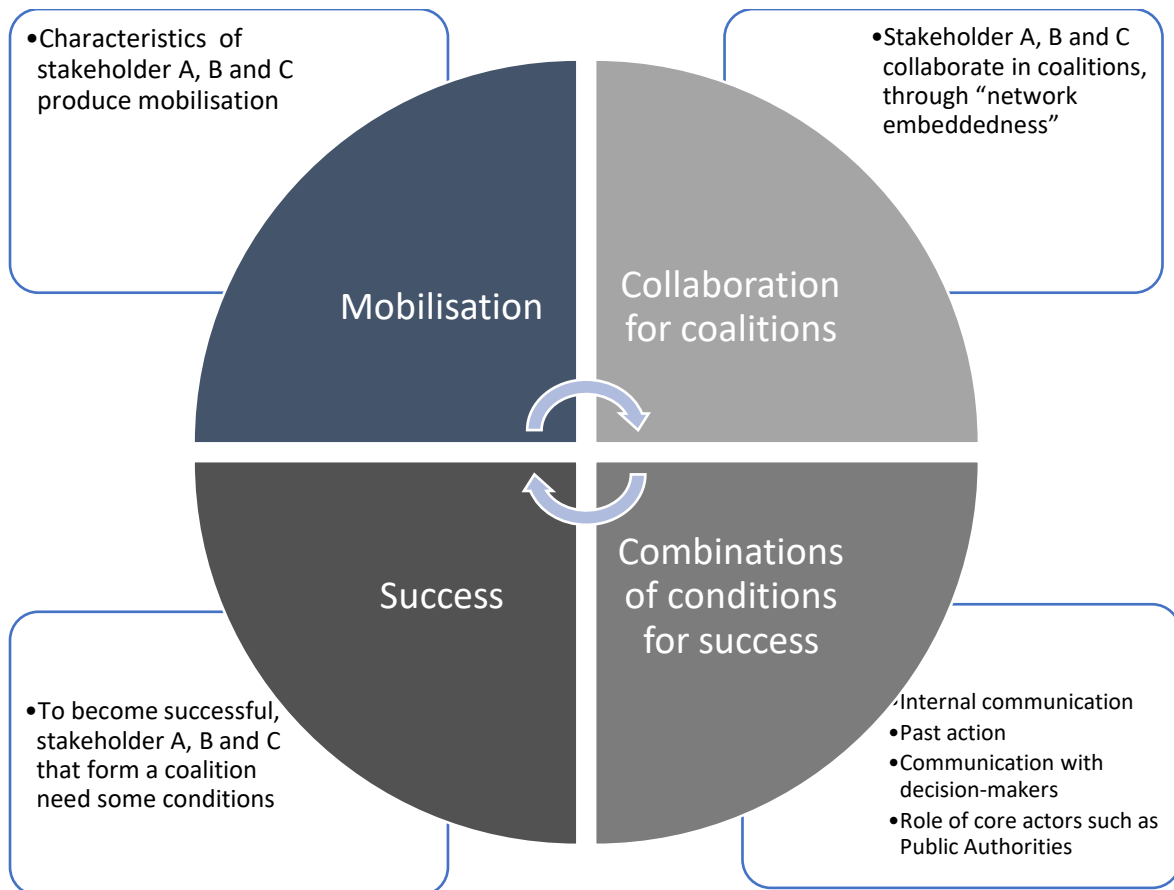 •Characteristics of
stakeholder A, B and C
produce mobilisation
•Stakeholder A, B and C
collaborate in coalitions,
through “network
embeddedness”
Mobilisation
Collaboration
for coalitions
Success
Combinations
of conditions
for success
•To become successful,
stakeholder A, B and C
that form a coalition
need some conditions
•Internal communication
•Past action
•Communication with
decision-makers
•Role of core actors such as
Public Authorities